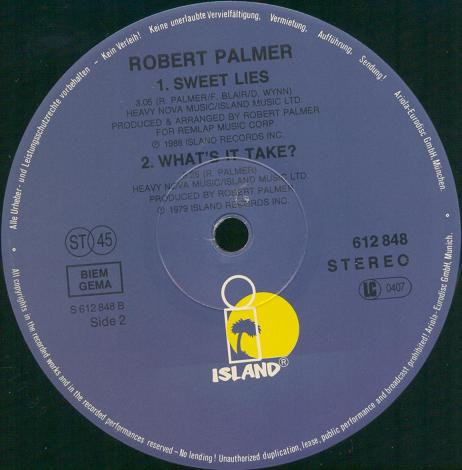 ROBERT PALMER
1. SWEET LIES
3.05 (R. PALMER/F. BLAIR/D. WYNN)
HEAVY NOVA MUSIC/ISLAND MUSIC LTD.
PRODUCED & ARRANGED BY ROBERT PALMER
FOR REMLAP MUSIC CORP.
℗ 1988 ISLAND RECORDS INC.
2. WHAT'S IT TAKE?
(R. PALMER)
HEAVY NOVA MUSIC/ISLAND MUSIC LTD
PRODUCED BY ROBERT PALMER
℗ 1979 ISLAND RECORDS INC.
ST 45
BIEM
GEMA
S 612 848 B
Side 2
612 848
STEREO
LC 0407
ISLAND®
Alle Urheber- und Leistungsschutzrechte vorbehalten – Kein Verleih! Keine unerlaubte Vervielfältigung, Vermietung, Aufführung, Sendung! Ariola-Eurodisc GmbH, München.
All copyrights in the recorded works and in the recorded performances reserved – No lending! Unauthorized duplication, lease, public performance and broadcast prohibited! Ariola-Eurodisc GmbH, Munich.